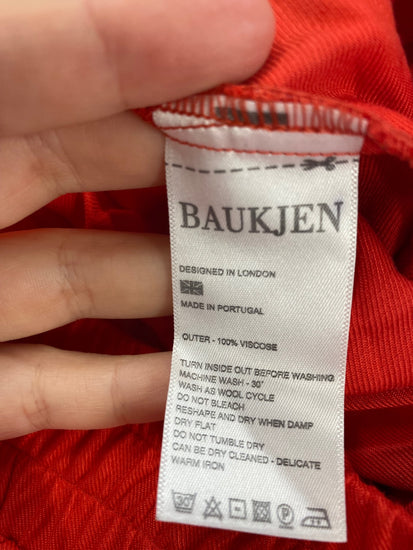 BAUKJEN
DESIGNED IN LONDON
MADE IN PORTUGAL
OUTER - 100% VISCOSE
TURN INSIDE OUT BEFORE WASHING
MACHINE WASH - 30°
WASH AS WOOL CYCLE
DO NOT BLEACH
RESHAPE AND DRY WHEN DAMP
DRY FLAT
DO NOT TUMBLE DRY
CAN BE DRY CLEANED - DELICATE
WARM IRON